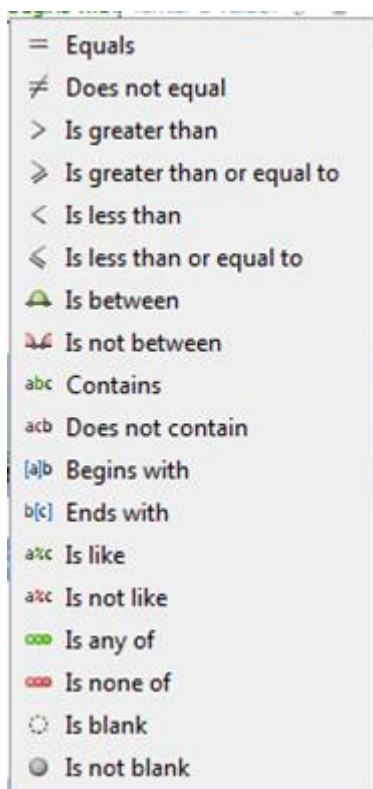 = Equals
≠ Does not equal
> Is greater than
⩾ Is greater than or equal to
< Is less than
⩽ Is less than or equal to
Is between
Is not between
abc Contains
acb Does not contain
[a]b Begins with
b[c] Ends with
a%c Is like
a%c Is not like
Is any of
Is none of
Is blank
Is not blank